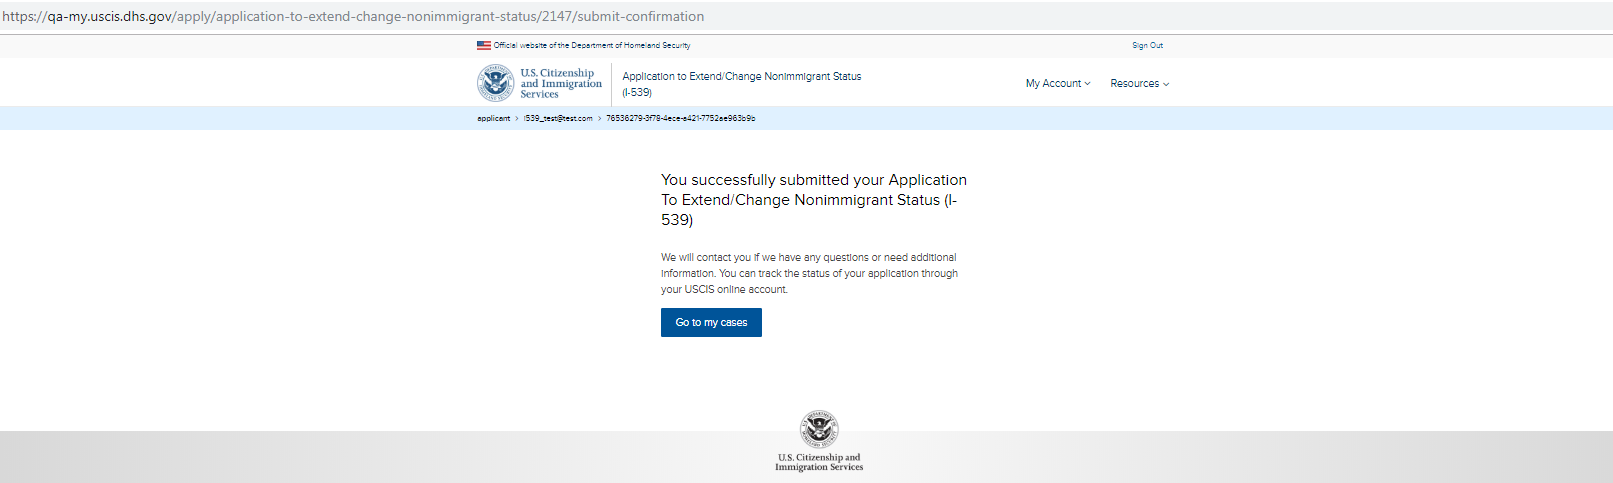 https://qa-my.uscis.dhs.gov/apply/application-to-extend-change-nonimmigrant-status/2147/submit-confirmation
Official website of the Department of Homeland Security
Sign Out
U.S. Citizenship
and Immigration
Services
Application to Extend/Change Nonimmigrant Status
(I-539)
My Account
Resources
applicant > i539_test@test.com > 76536279-3f78-4ece-a421-7752ae963b9b
You successfully submitted your Application
To Extend/Change Nonimmigrant Status (I-
539)
We will contact you if we have any questions or need additional
information. You can track the status of your application through
your USCIS online account.
Go to my cases
U.S. Citizenship and
Immigration Services